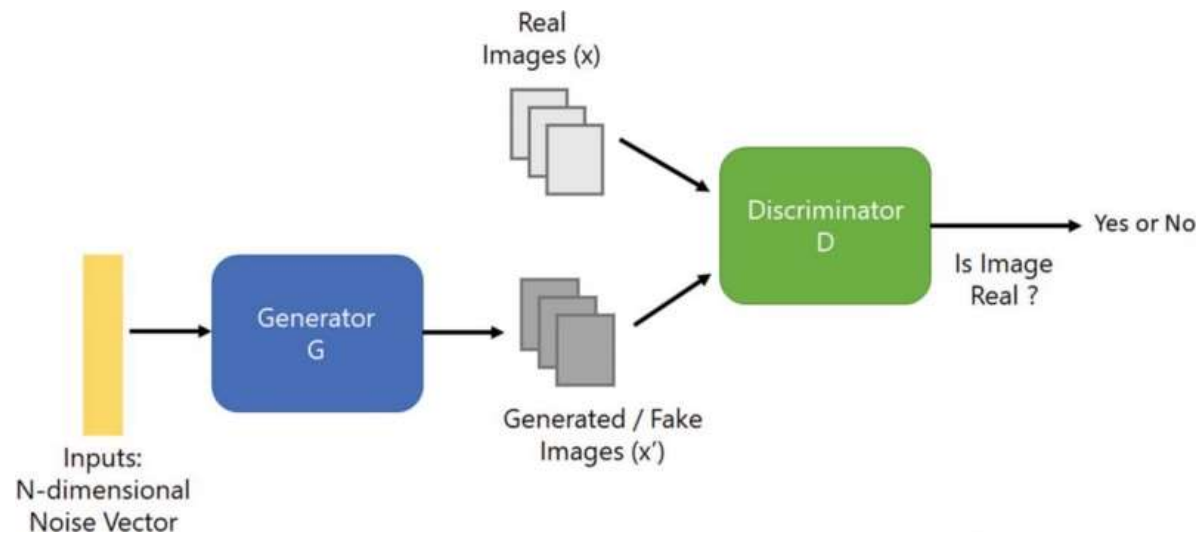 Real
Images (x)
Discriminator
D
Yes or No
Is Image
Real ?
Generator
G
Generated / Fake
Images (x’)
Inputs:
N-dimensional
Noise Vector